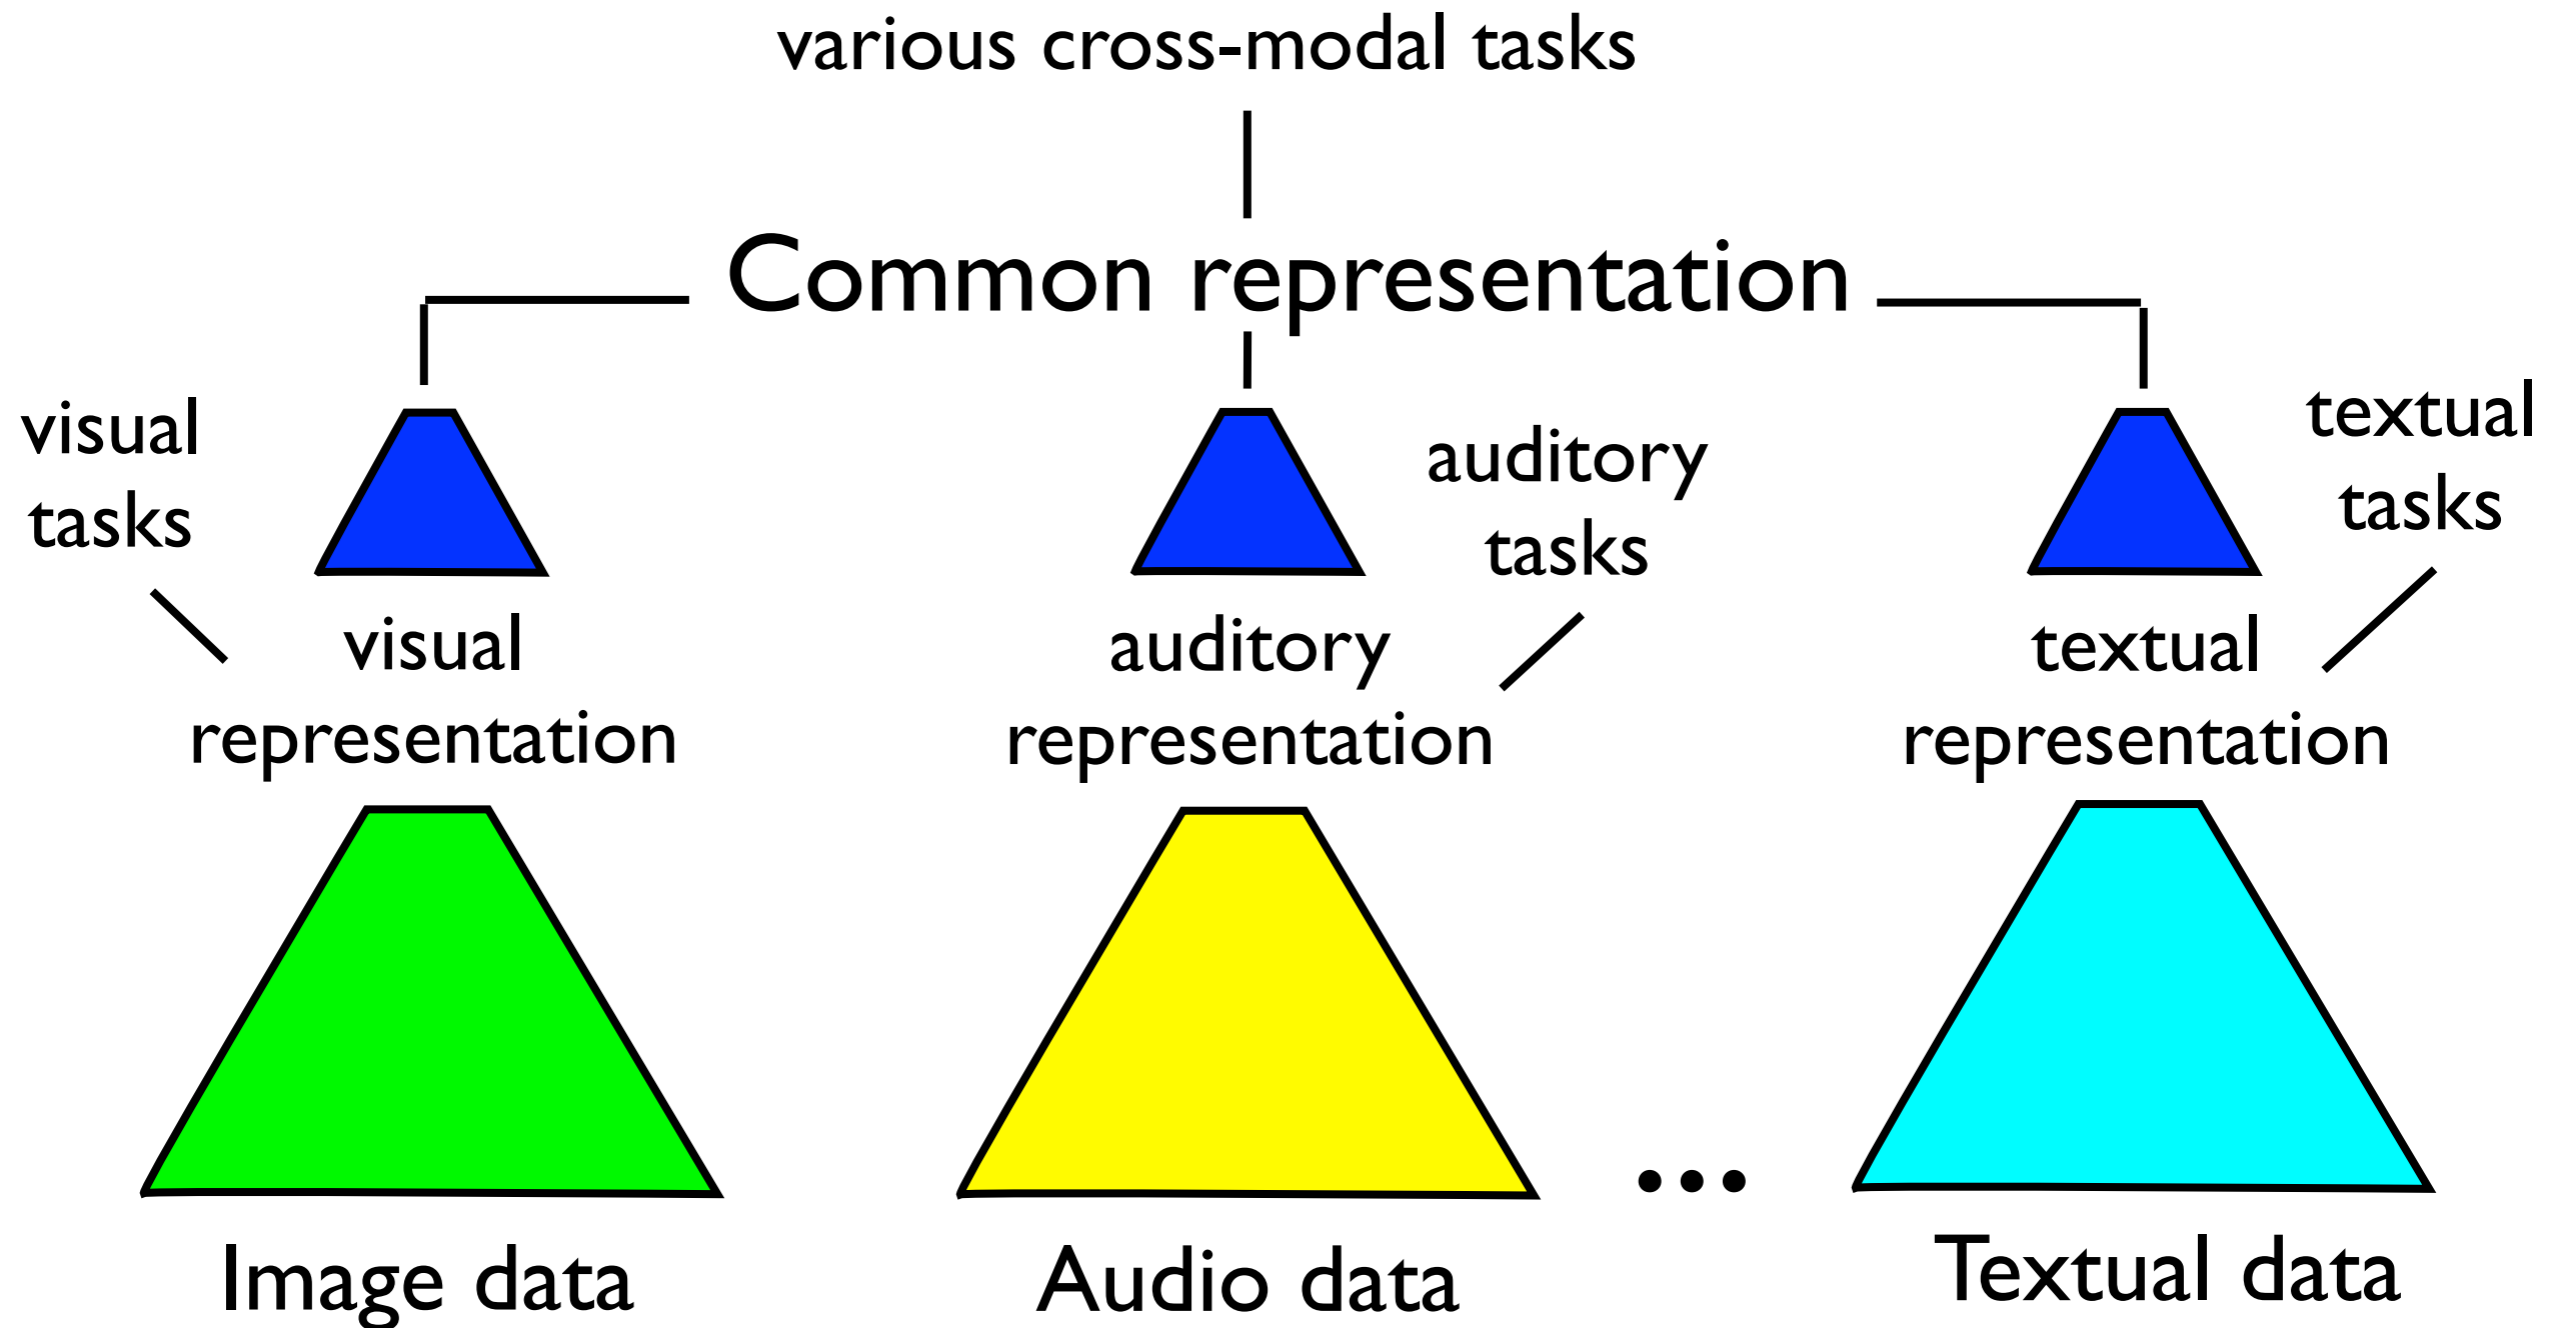 various cross-modal tasks
Common representation
visual
tasks
auditory
tasks
textual
tasks
visual
representation
auditory
representation
textual
representation
...
Image data
Audio data
Textual data